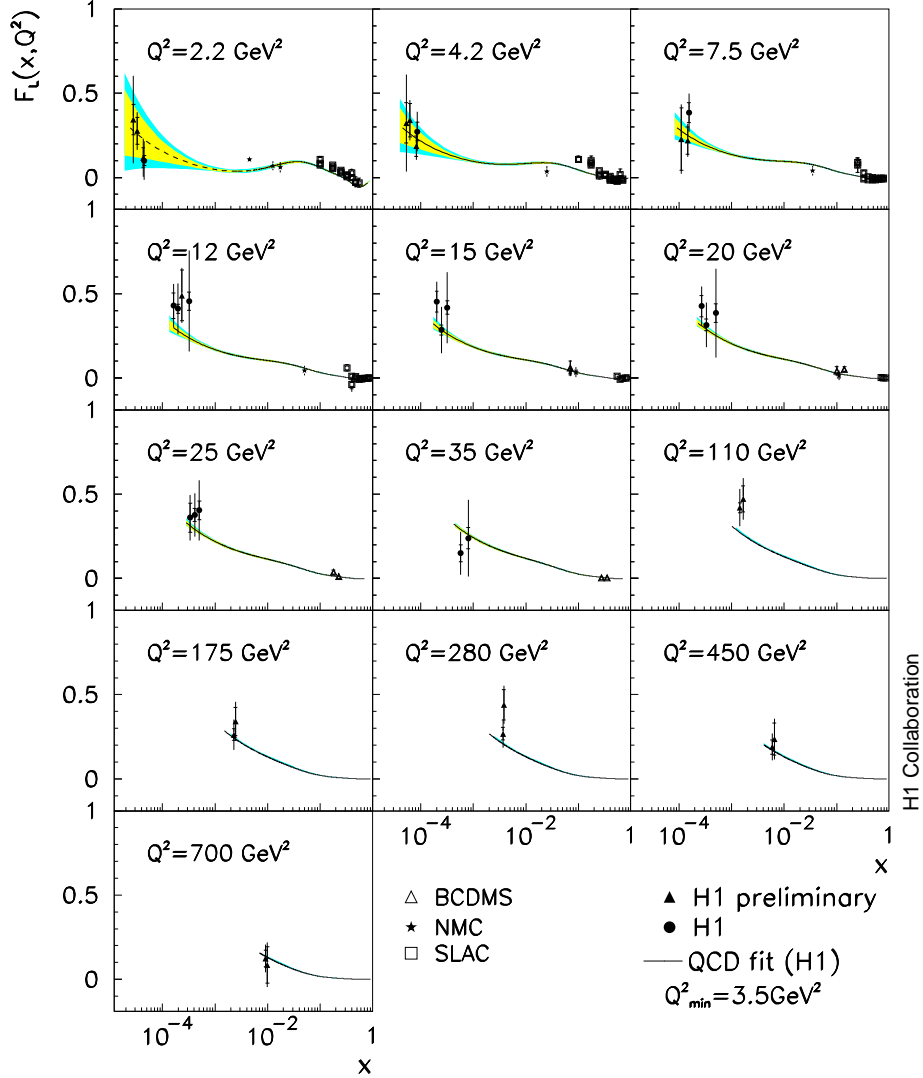 F_L(x,Q²)
1
0.5
0
Q²=2.2 GeV²
Q²=4.2 GeV²
Q²=7.5 GeV²
1
0.5
0
Q²=12 GeV²
Q²=15 GeV²
Q²=20 GeV²
1
0.5
0
Q²=25 GeV²
Q²=35 GeV²
Q²=110 GeV²
1
0.5
0
Q²=175 GeV²
Q²=280 GeV²
Q²=450 GeV²
H1 Collaboration
1
0.5
0
Q²=700 GeV²
10⁻⁴ 10⁻² 1
10⁻⁴ 10⁻² 1
x
BCDMS
NMC
SLAC
H1 preliminary
H1
QCD fit (H1)
Q²min=3.5GeV²
10⁻⁴ 10⁻² 1
x